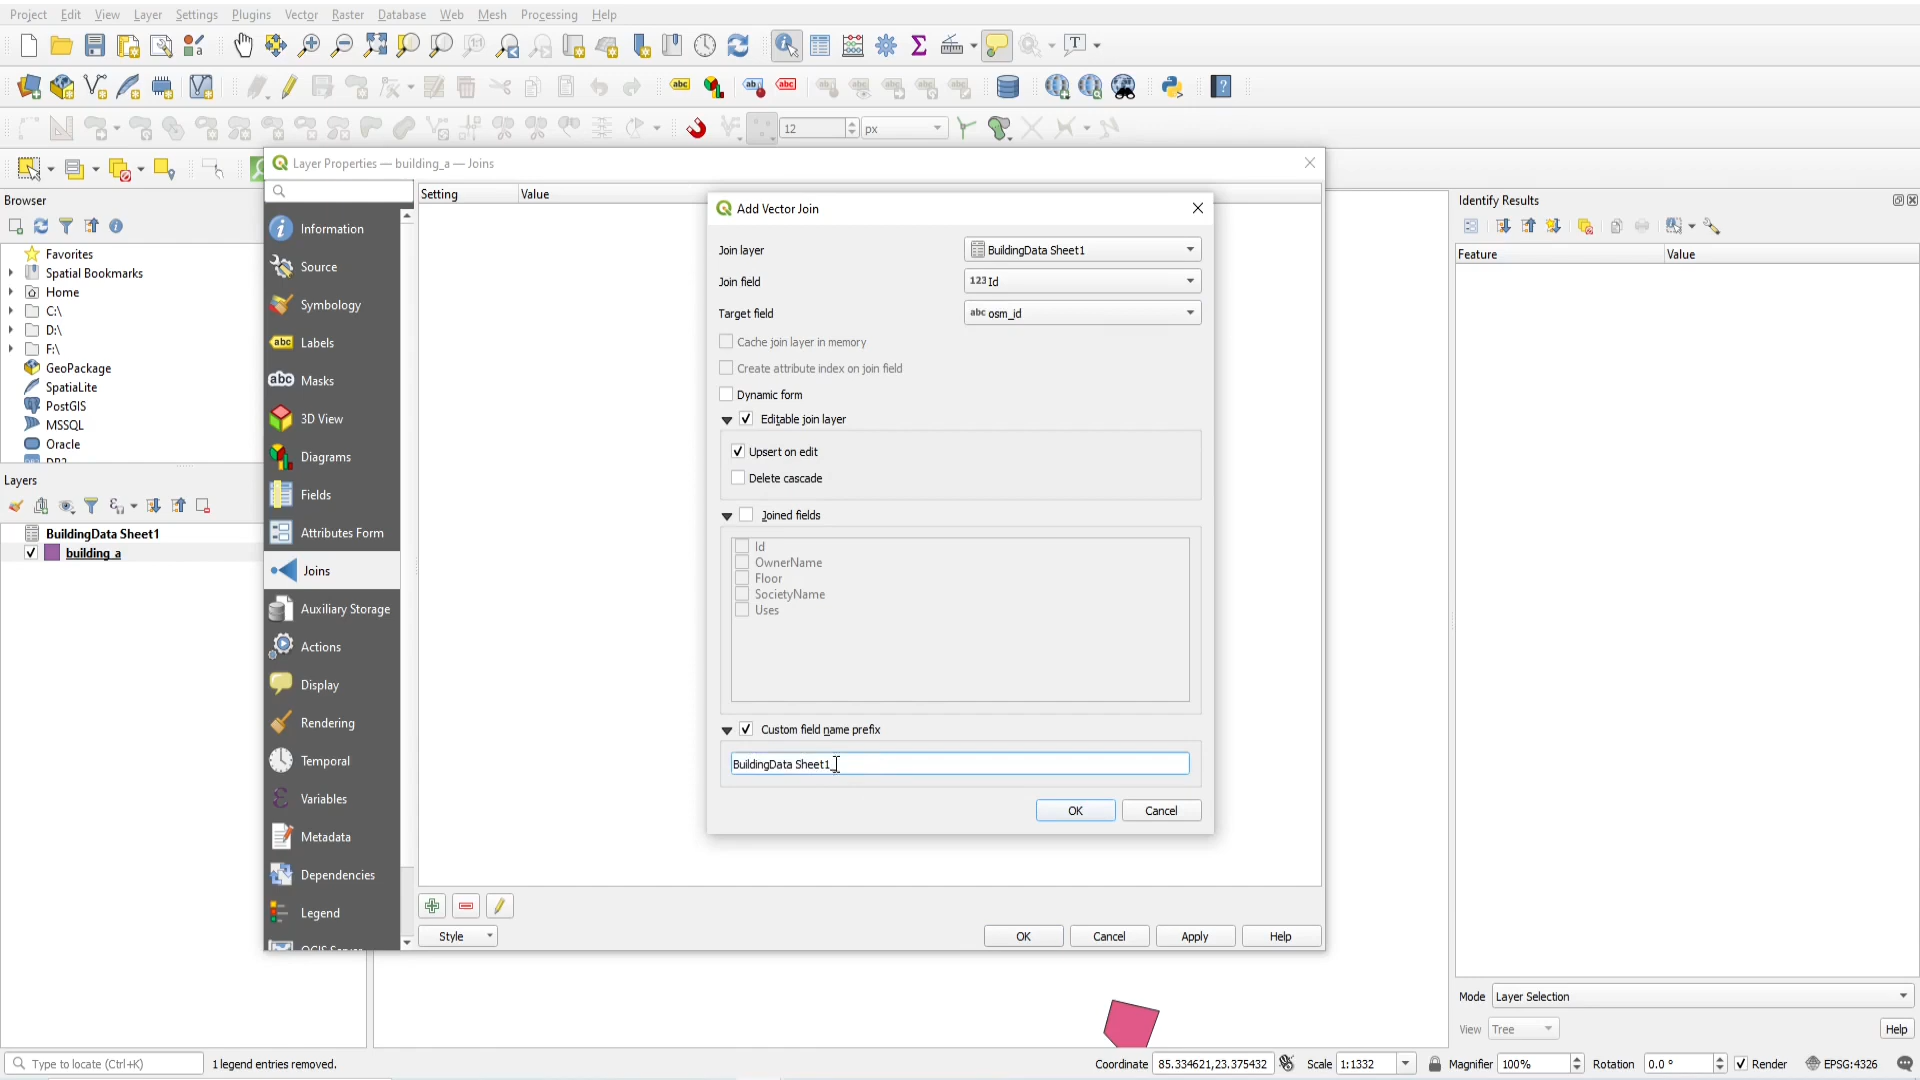 Project Edit View Layer Settings Plugins Vector Raster Database Web Mesh Processing Help
12 px
Browser
Favorites
Spatial Bookmarks
Home
C:\
D:\
F:\
GeoPackage
SpatiaLite
PostGIS
MSSQL
Oracle
DB2
Layers
BuildingData Sheet1
building_a
Layer Properties — building_a — Joins
Setting Value
Information
Source
Symbology
Labels
Masks
3D View
Diagrams
Fields
Attributes Form
Joins
Auxiliary Storage
Actions
Display
Rendering
Temporal
Variables
Metadata
Dependencies
Legend
QGIS Server
Add Vector Join
Join layer BuildingData Sheet1
Join field 123 Id
Target field abc osm_id
Cache join layer in memory
Create attribute index on join field
Dynamic form
Editable join layer
Upsert on edit
Delete cascade
Joined fields
Id
OwnerName
Floor
SocietyName
Uses
Custom field name prefix
BuildingData Sheet1_
OK Cancel
Style OK Cancel Apply Help
Identify Results
Feature Value
Mode Layer Selection
View Tree Help
Type to locate (Ctrl+K) 1 legend entries removed. Coordinate 85.334621,23.375432 Scale 1:1332 Magnifier 100% Rotation 0.0 ° Render EPSG:4326